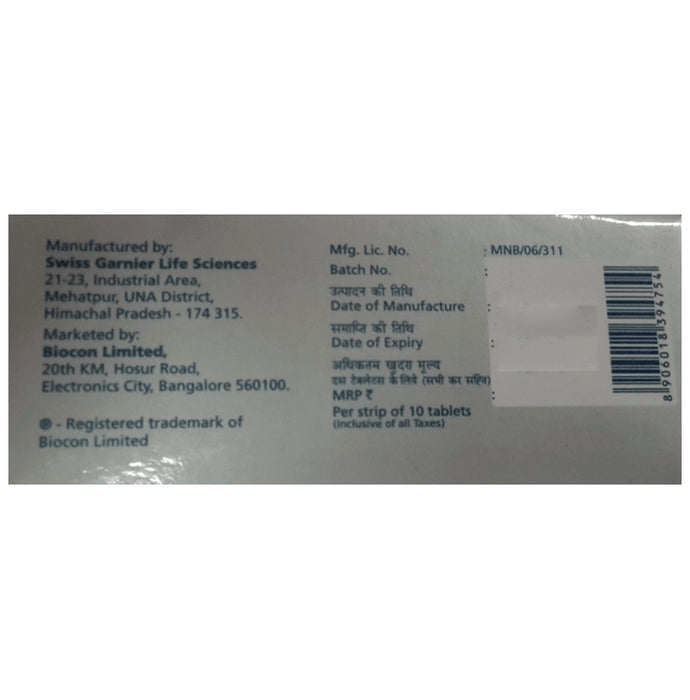 Manufactured by:
Swiss Garnier Life Sciences
21-23, Industrial Area,
Mehatpur, UNA District,
Himachal Pradesh - 174 315.
Marketed by:
Biocon Limited,
20th KM, Hosur Road,
Electronics City, Bangalore 560100.
® - Registered trademark of
Biocon Limited
Mfg. Lic. No. : MNB/06/311
Batch No. :
उत्पादन की तिथि
Date of Manufacture :
समाप्ति की तिथि
Date of Expiry :
अधिकतम खुदरा मूल्य
दस टेबलेटस के लिये (सभी कर सहित)
MRP ₹ :
Per strip of 10 tablets
(Inclusive of all Taxes)
8 906018 394754